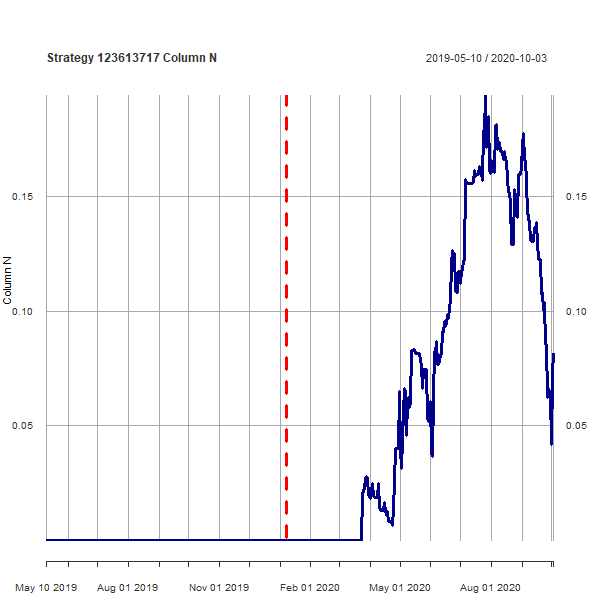 Strategy 123613717 Column N 2019-05-10 / 2020-10-03
0.15 0.15
0.10 0.10
0.05 0.05
Column N
May 10 2019 Aug 01 2019 Nov 01 2019 Feb 01 2020 May 01 2020 Aug 01 2020